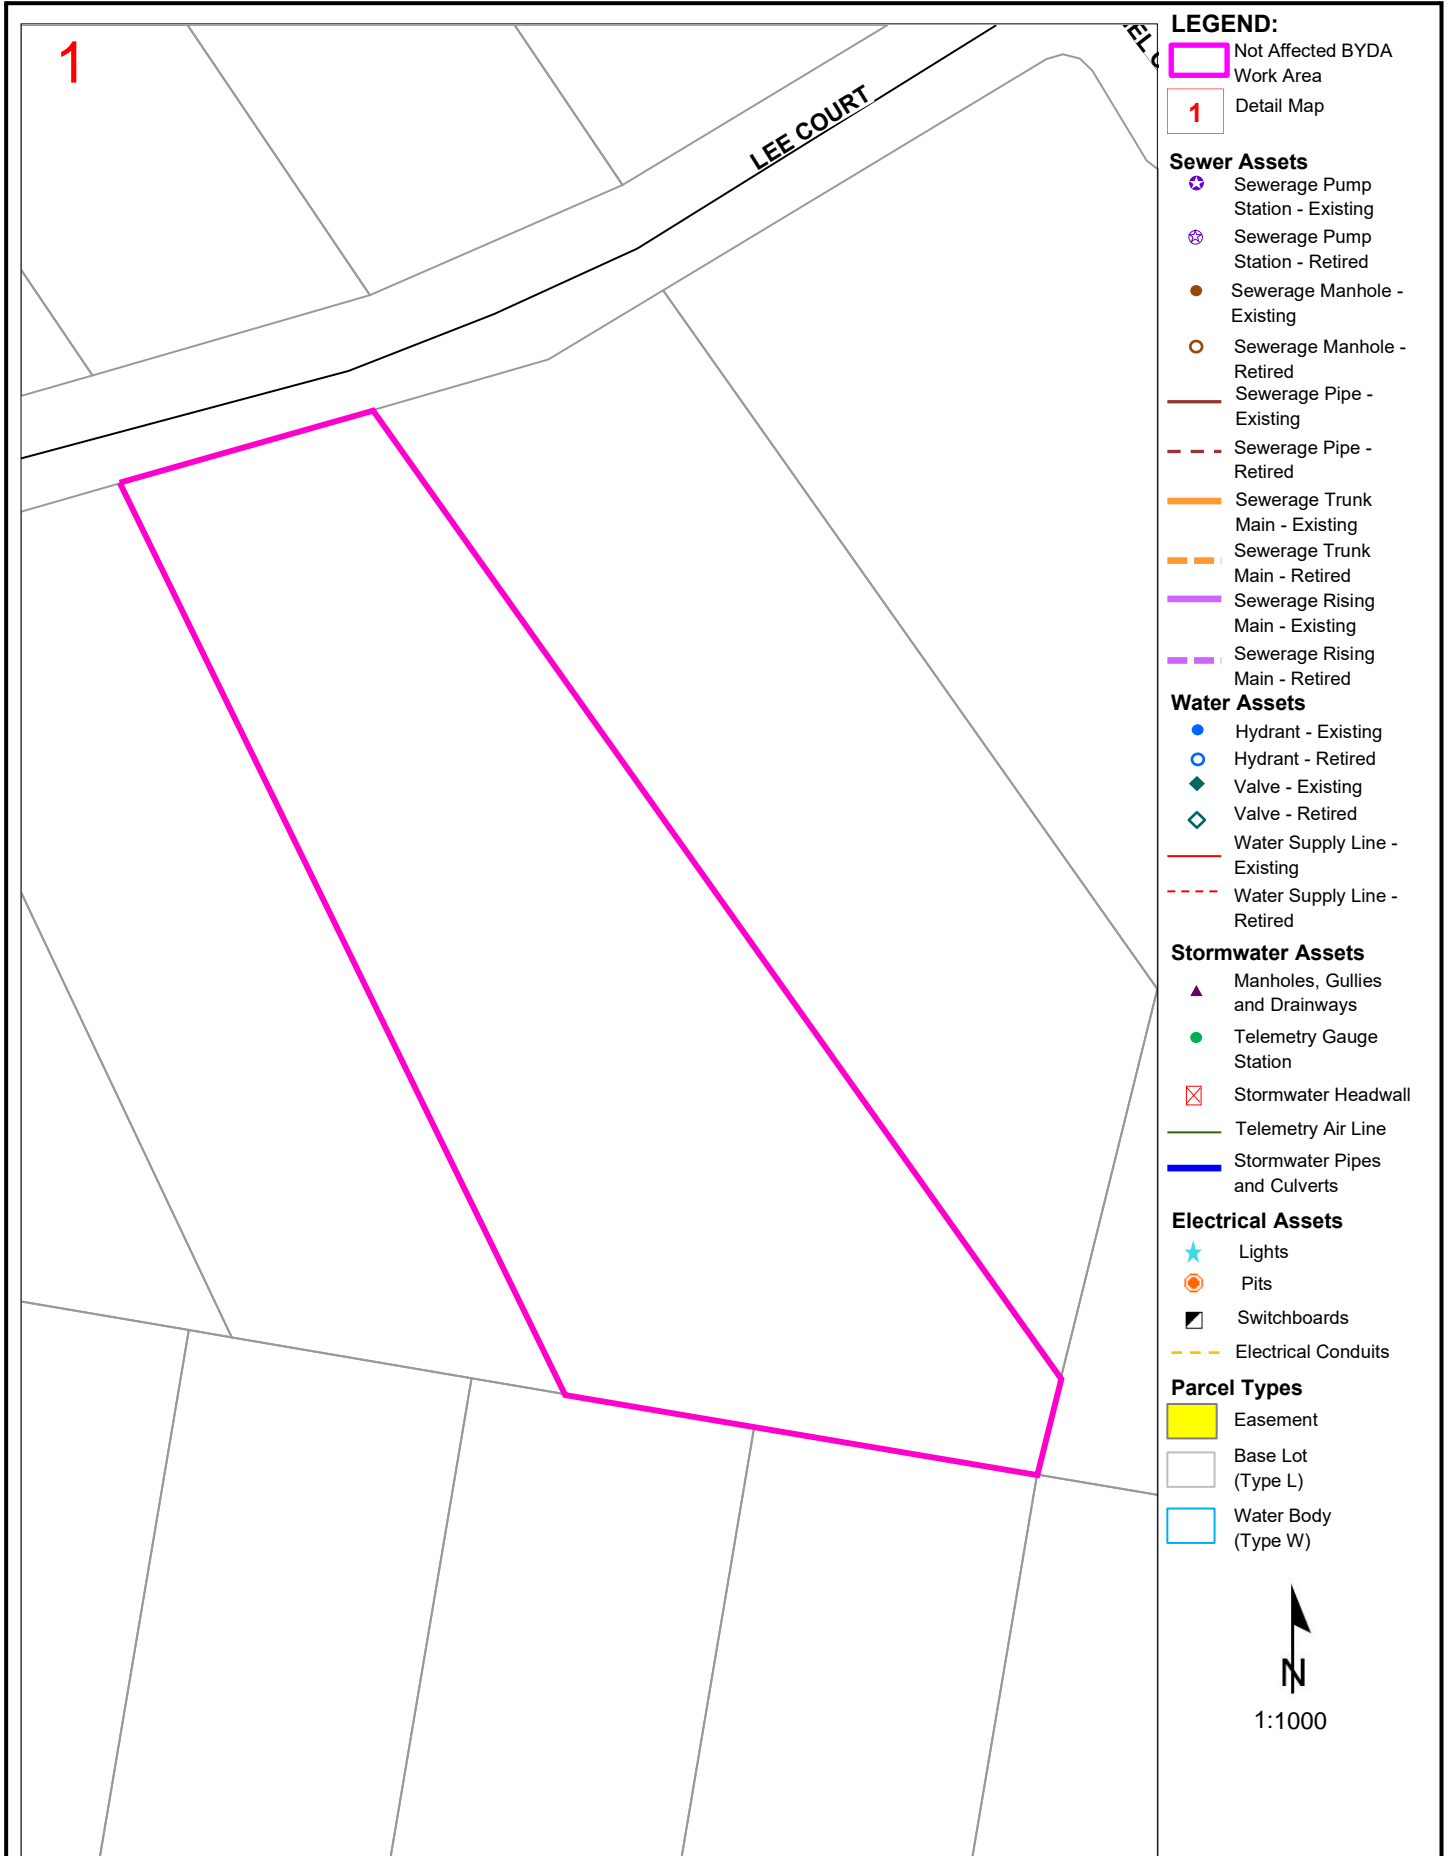 1
LEE COURT
LEGEND:
Not Affected BYDA
Work Area
1
Detail Map
Sewer Assets
Sewerage Pump
Station - Existing
Sewerage Pump
Station - Retired
Sewerage Manhole -
Existing
Sewerage Manhole -
Retired
Sewerage Pipe -
Existing
Sewerage Pipe -
Retired
Sewerage Trunk
Main - Existing
Sewerage Trunk
Main - Retired
Sewerage Rising
Main - Existing
Sewerage Rising
Main - Retired
Water Assets
Hydrant - Existing
Hydrant - Retired
Valve - Existing
Valve - Retired
Water Supply Line -
Existing
Water Supply Line -
Retired
Stormwater Assets
Manholes, Gullies
and Drainways
Telemetry Gauge
Station
Stormwater Headwall
Telemetry Air Line
Stormwater Pipes
and Culverts
Electrical Assets
Lights
Pits
Switchboards
Electrical Conduits
Parcel Types
Easement
Base Lot
(Type L)
Water Body
(Type W)
N
1:1000